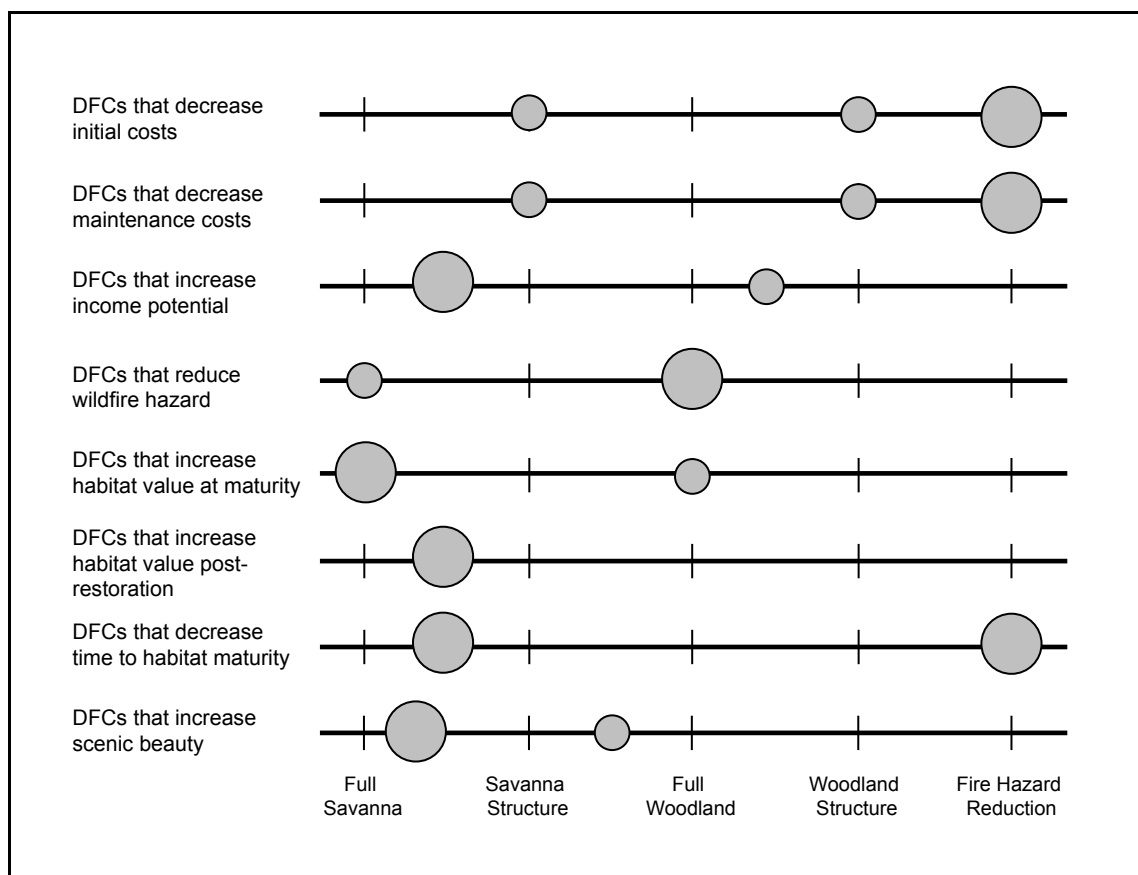 DFCs that decrease
initial costs
DFCs that decrease
maintenance costs
DFCs that increase
income potential
DFCs that reduce
wildfire hazard
DFCs that increase
habitat value at maturity
DFCs that increase
habitat value post-
restoration
DFCs that decrease
time to habitat maturity
DFCs that increase
scenic beauty
Full
Savanna
Savanna
Structure
Full
Woodland
Woodland
Structure
Fire Hazard
Reduction